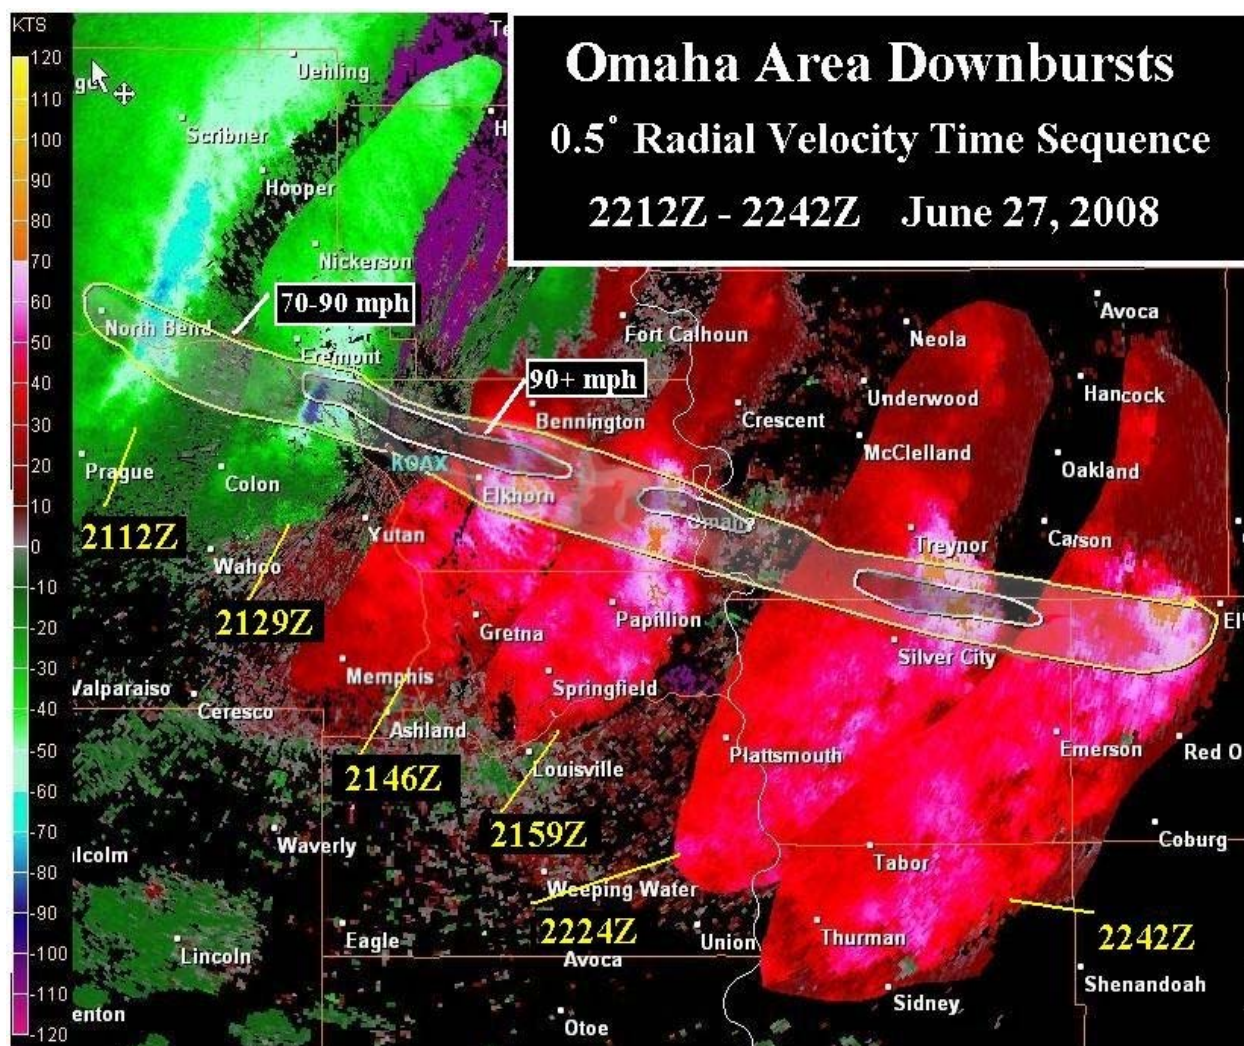 KTS
Te
Omaha Area Downbursts
0.5° Radial Velocity Time Sequence
2212Z - 2242Z June 27, 2008
120
110
100
90
80
70
60
50
40
30
20
10
0
-10
-20
-30
-40
-50
-60
-70
-80
-90
-100
-110
-120
Uehling
Scribner
H
Hooper
Nickerson
70-90 mph
North Bend
Fremont
Fort Calhoun
Neola
Avoca
90+ mph
Bennington
Crescent
Underwood
Hancock
McClelland
Oakland
Prague
Colon
KOAX
Elkhorn
Omaha
2112Z
Yutan
Treynor
Carson
Wahoo
2129Z
Gretna
Papillion
El
Silver City
Memphis
Springfield
Valparaiso
Ceresco
Ashland
Plattsmouth
Emerson
Red O
2146Z
Louisville
2159Z
Waverly
Coburg
lcolm
Tabor
Weeping Water
2224Z
Eagle
Union
Thurman
2242Z
Lincoln
Avoca
Shenandoah
enton
Otoe
Sidney